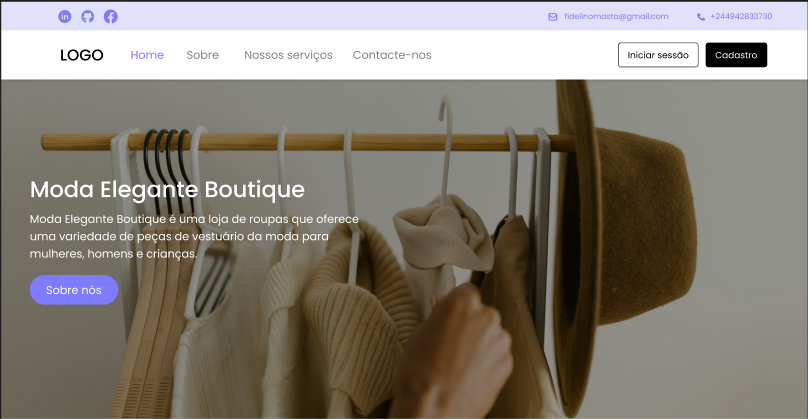 fidelinomasta@gmail.com
+244942833730
LOGO
Home
Sobre
Nossos serviços
Contacte-nos
Iniciar sessão
Cadastro
Moda Elegante Boutique
Moda Elegante Boutique é uma loja de roupas que oferece
uma variedade de peças de vestuário da moda para
mulheres, homens e crianças.
Sobre nós